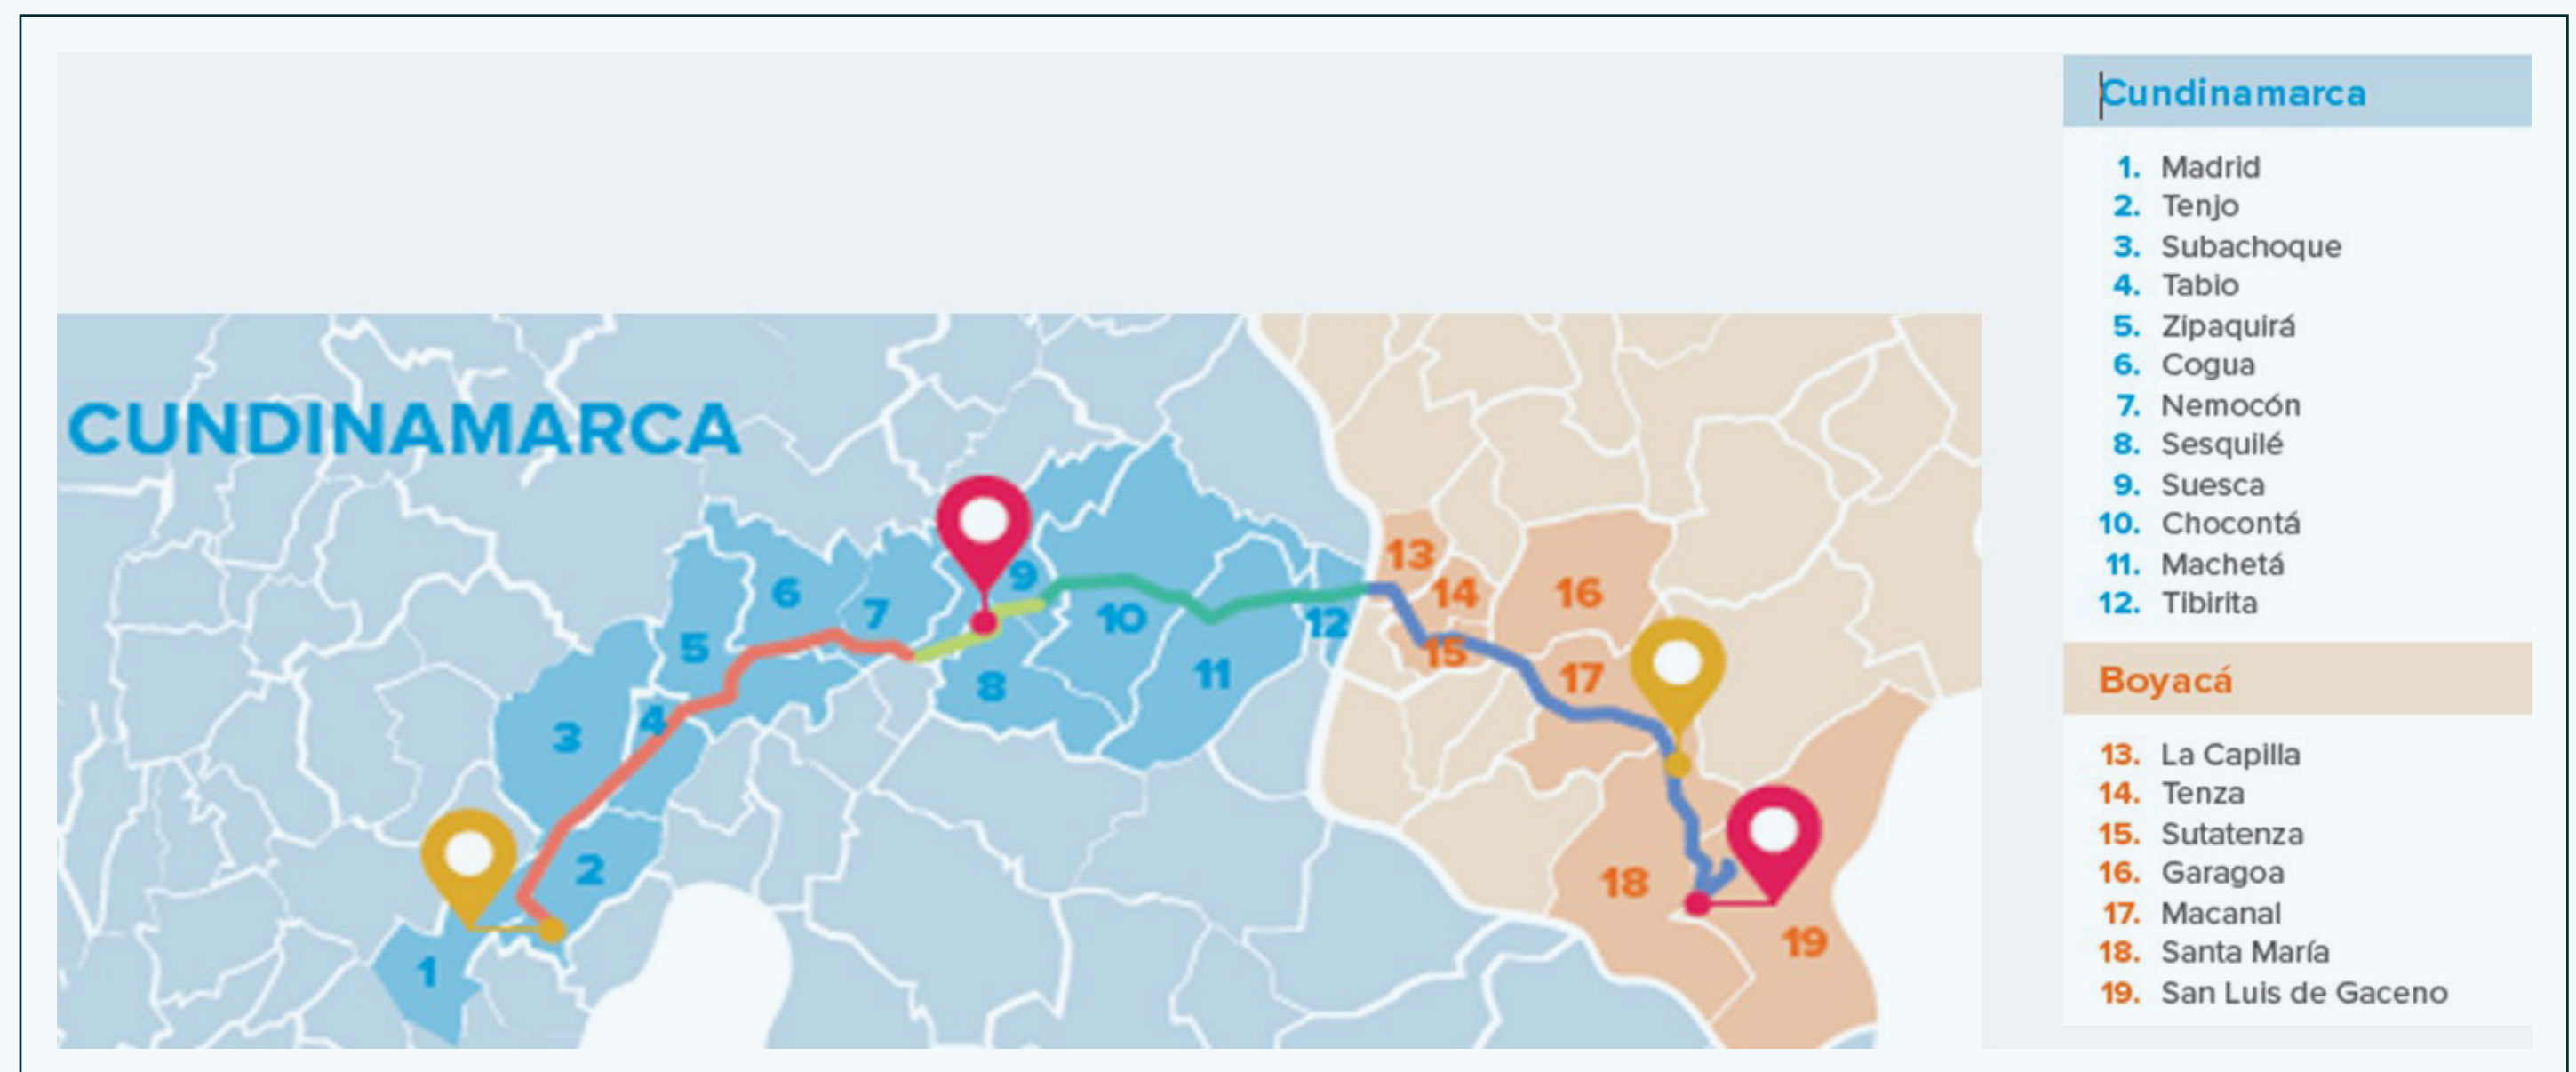 CUNDINAMARCA
1
2
3
4
5
6
7
8
9
10
11
12
13
14
15
16
17
18
19
Cundinamarca
1. Madrid
2. Tenjo
3. Subachoque
4. Tabio
5. Zipaquirá
6. Cogua
7. Nemocón
8. Sesquilé
9. Suesca
10. Chocontá
11. Machetá
12. Tibirita
Boyacá
13. La Capilla
14. Tenza
15. Sutatenza
16. Garagoa
17. Macanal
18. Santa María
19. San Luis de Gaceno